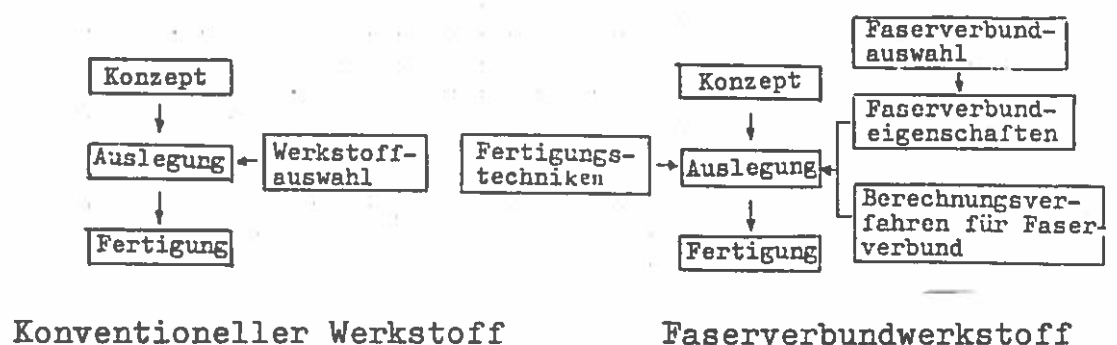 Konzept
Auslegung
Werkstoff-
auswahl
Fertigung
Konventioneller Werkstoff
Faserverbund-
auswahl
Konzept
Faserverbund-
eigenschaften
Fertigungs-
techniken
Auslegung
Berechnungsver-
fahren für Faser-
verbund
Fertigung
Faserverbundwerkstoff